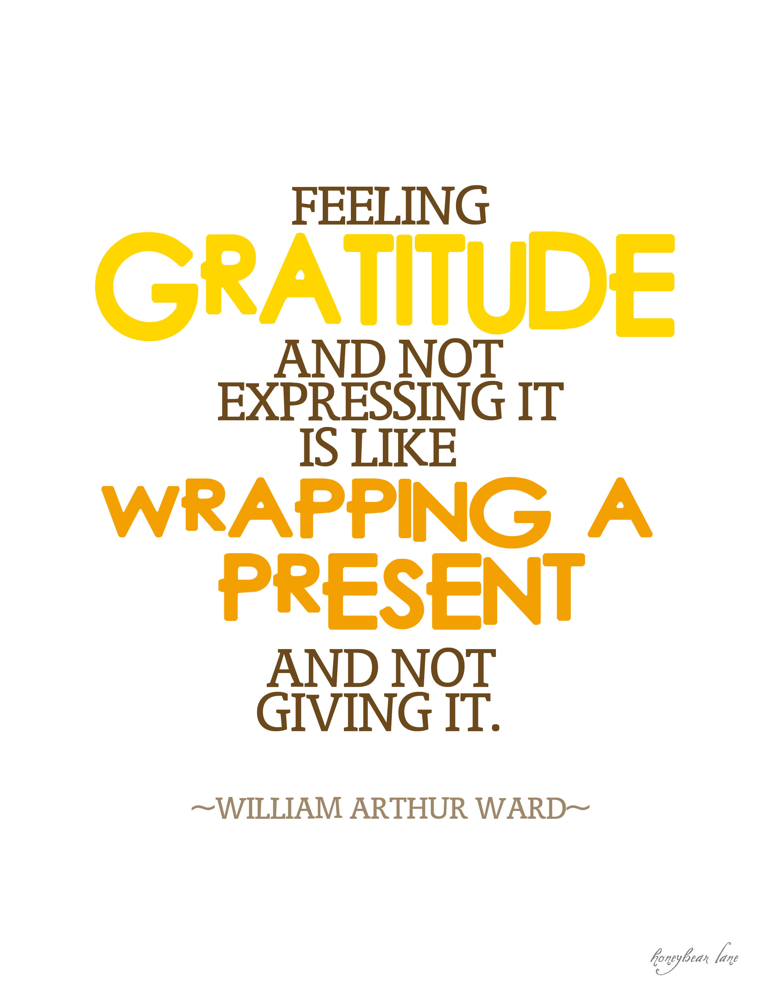 FEELING
GRATITUDE
AND NOT
EXPRESSING IT
IS LIKE
WRAPPING A
PRESENT
AND NOT
GIVING IT.
~WILLIAM ARTHUR WARD~
honeybear lane